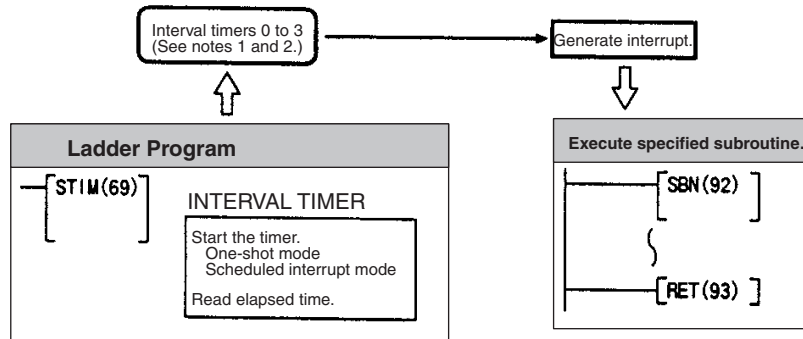 Interval timers 0 to 3
(See notes 1 and 2.)
Generate interrupt.
Ladder Program
STIM(69)
INTERVAL TIMER
Start the timer.
One-shot mode
Scheduled interrupt mode
Read elapsed time.
Execute specified subroutine.
SBN(92)
RET(93)